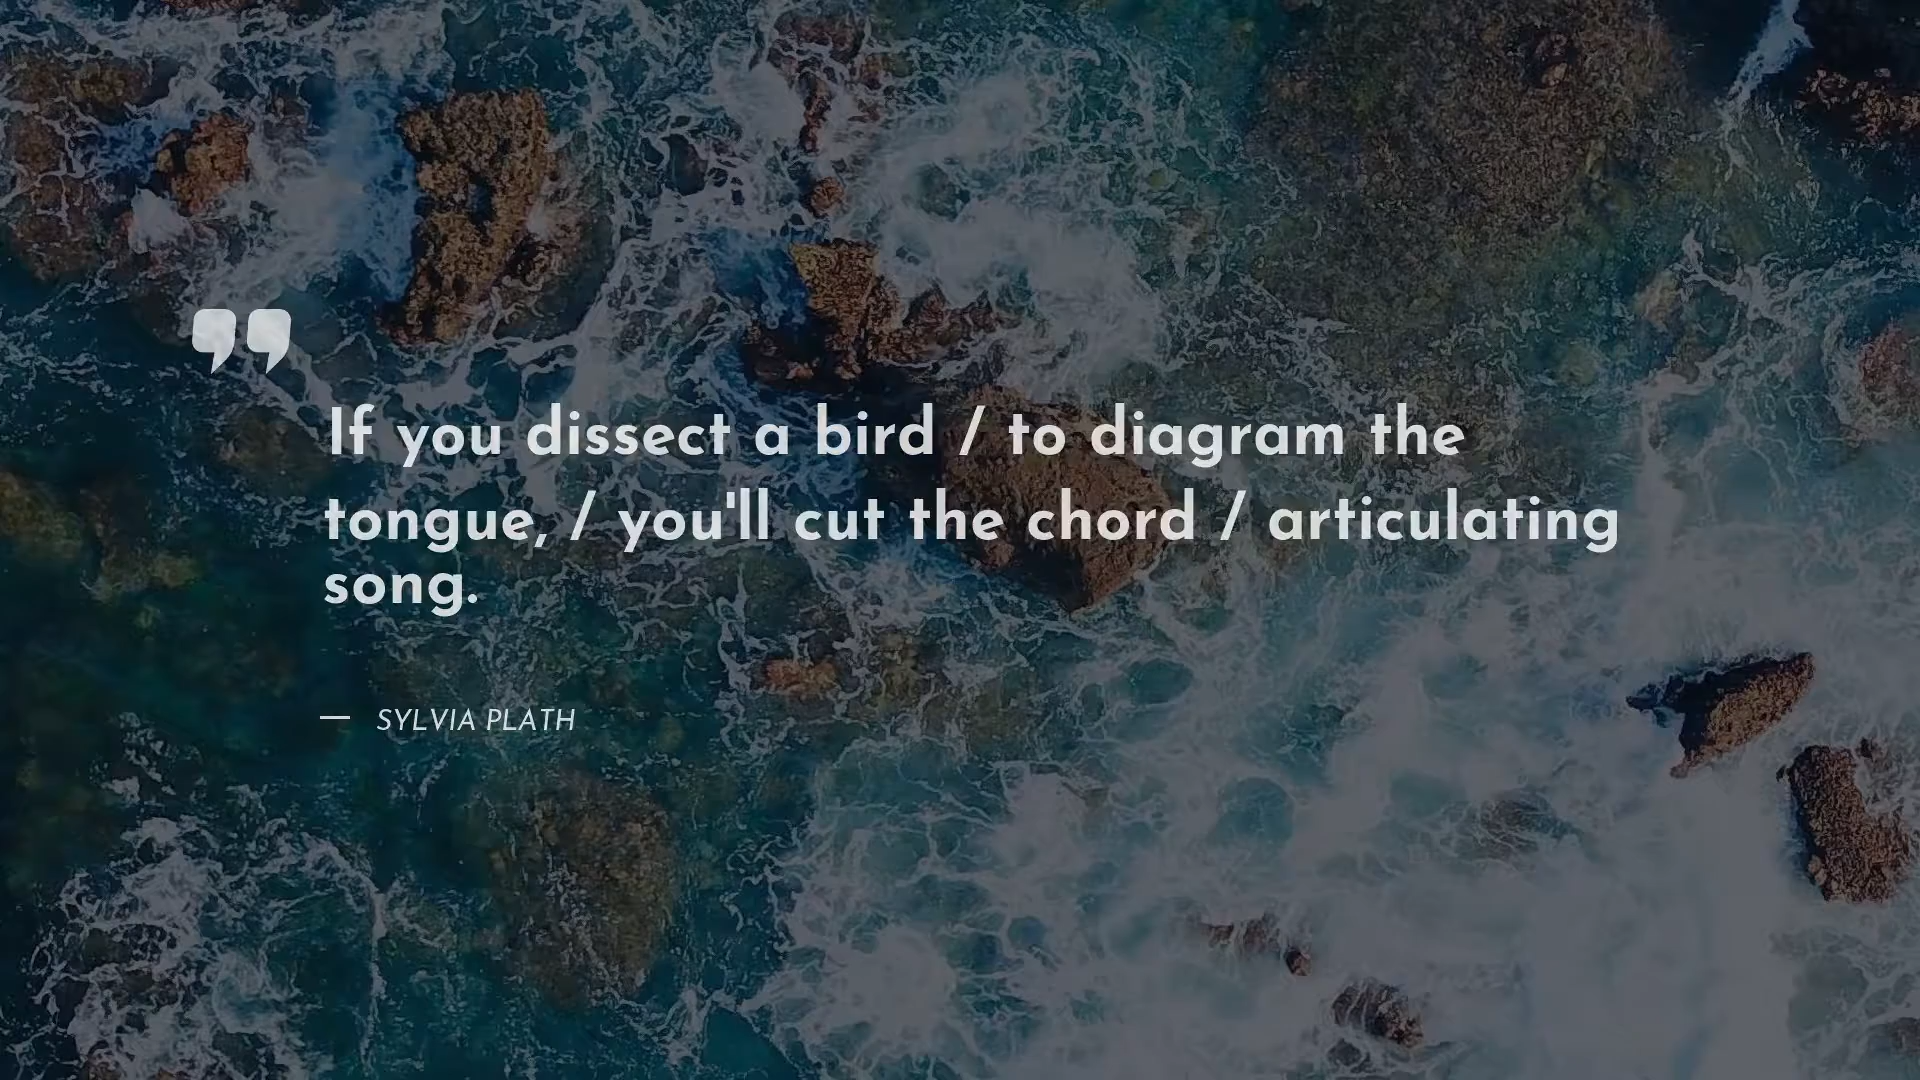 If you dissect a bird / to diagram the
tongue, / you'll cut the chord / articulating
song.
— SYLVIA PLATH